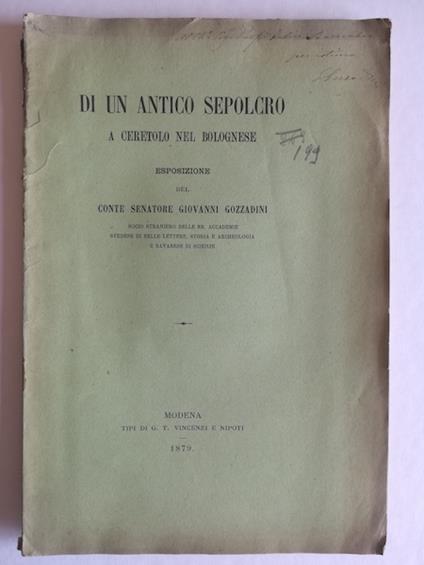 DI UN ANTICO SEPOLCRO
A CERETOLO NEL BOLOGNESE
199
ESPOSIZIONE
DEL
CONTE SENATORE GIOVANNI GOZZADINI
SOCIO STRANIERO DELLE RR. ACCADEMIE
SVEDESE DI BELLE LETTERE, STORIA E ARCHEOLOGIA
E BAVARESE DI SCIENZE
MODENA
TIPI DI G. T. VINCENZI E NIPOTI
1879.